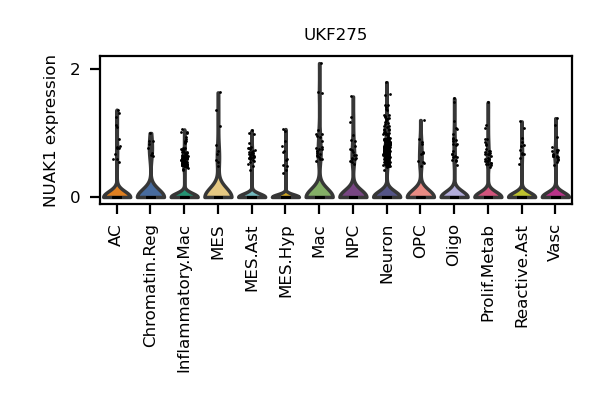 UKF275
NUAK1 expression
2
0
AC
Chromatin.Reg
Inflammatory.Mac
MES
MES.Ast
MES.Hyp
Mac
NPC
Neuron
OPC
Oligo
Prolif.Metab
Reactive.Ast
Vasc